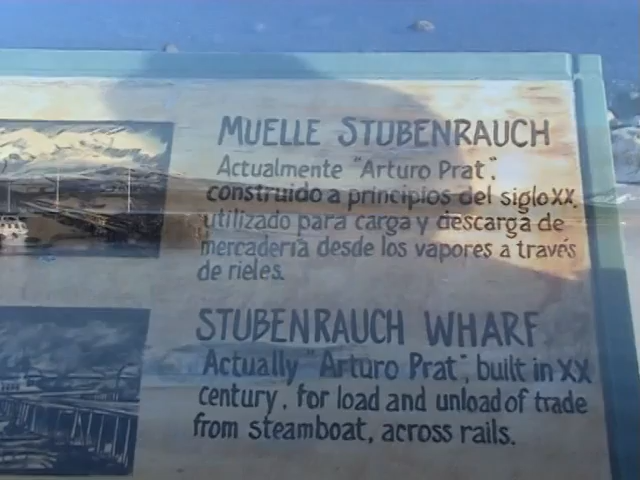 MUELLE STUBENRAUCH
Actualmente "Arturo Prat",
construido a principios del siglo XX,
utilizado para carga y descarga de
mercadería desde los vapores a través
de rieles.
STUBENRAUCH WHARF
Actually "Arturo Prat", built in XX
century, for load and unload of trade
from steamboat, across rails.